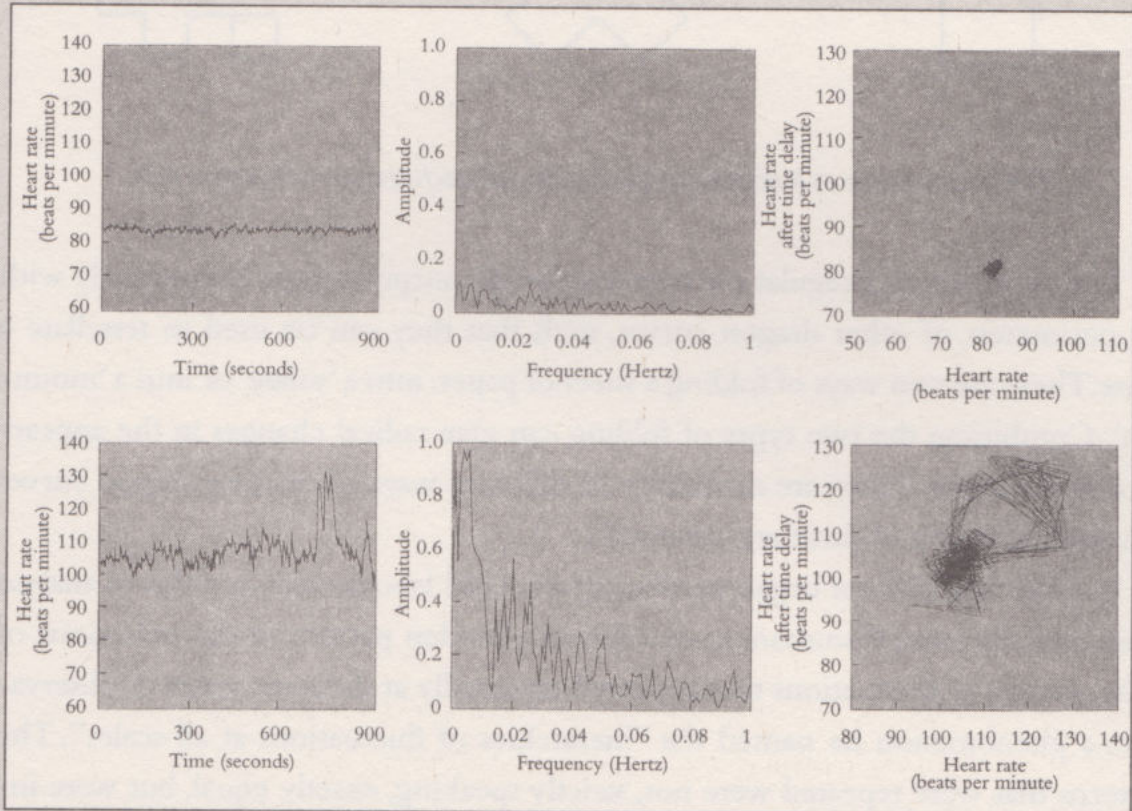 Heart rate
(beats per minute)
140
130
120
110
100
90
80
70
60
0 300 600 900
Time (seconds)
Amplitude
1.0
0.8
0.6
0.4
0.2
0
0 0.02 0.04 0.06 0.08 1
Frequency (Hertz)
Heart rate
after time delay
(beats per minute)
130
120
110
100
90
80
70
50 60 70 80 90 100 110
Heart rate
(beats per minute)
Heart rate
(beats per minute)
140
130
120
110
100
90
80
70
60
0 300 600 900
Time (seconds)
Amplitude
1.0
0.8
0.6
0.4
0.2
0
0 0.02 0.04 0.06 0.08 1
Frequency (Hertz)
Heart rate
after time delay
(beats per minute)
130
120
110
100
90
80
70
80 90 100 110 120 130 140
Heart rate
(beats per minute)